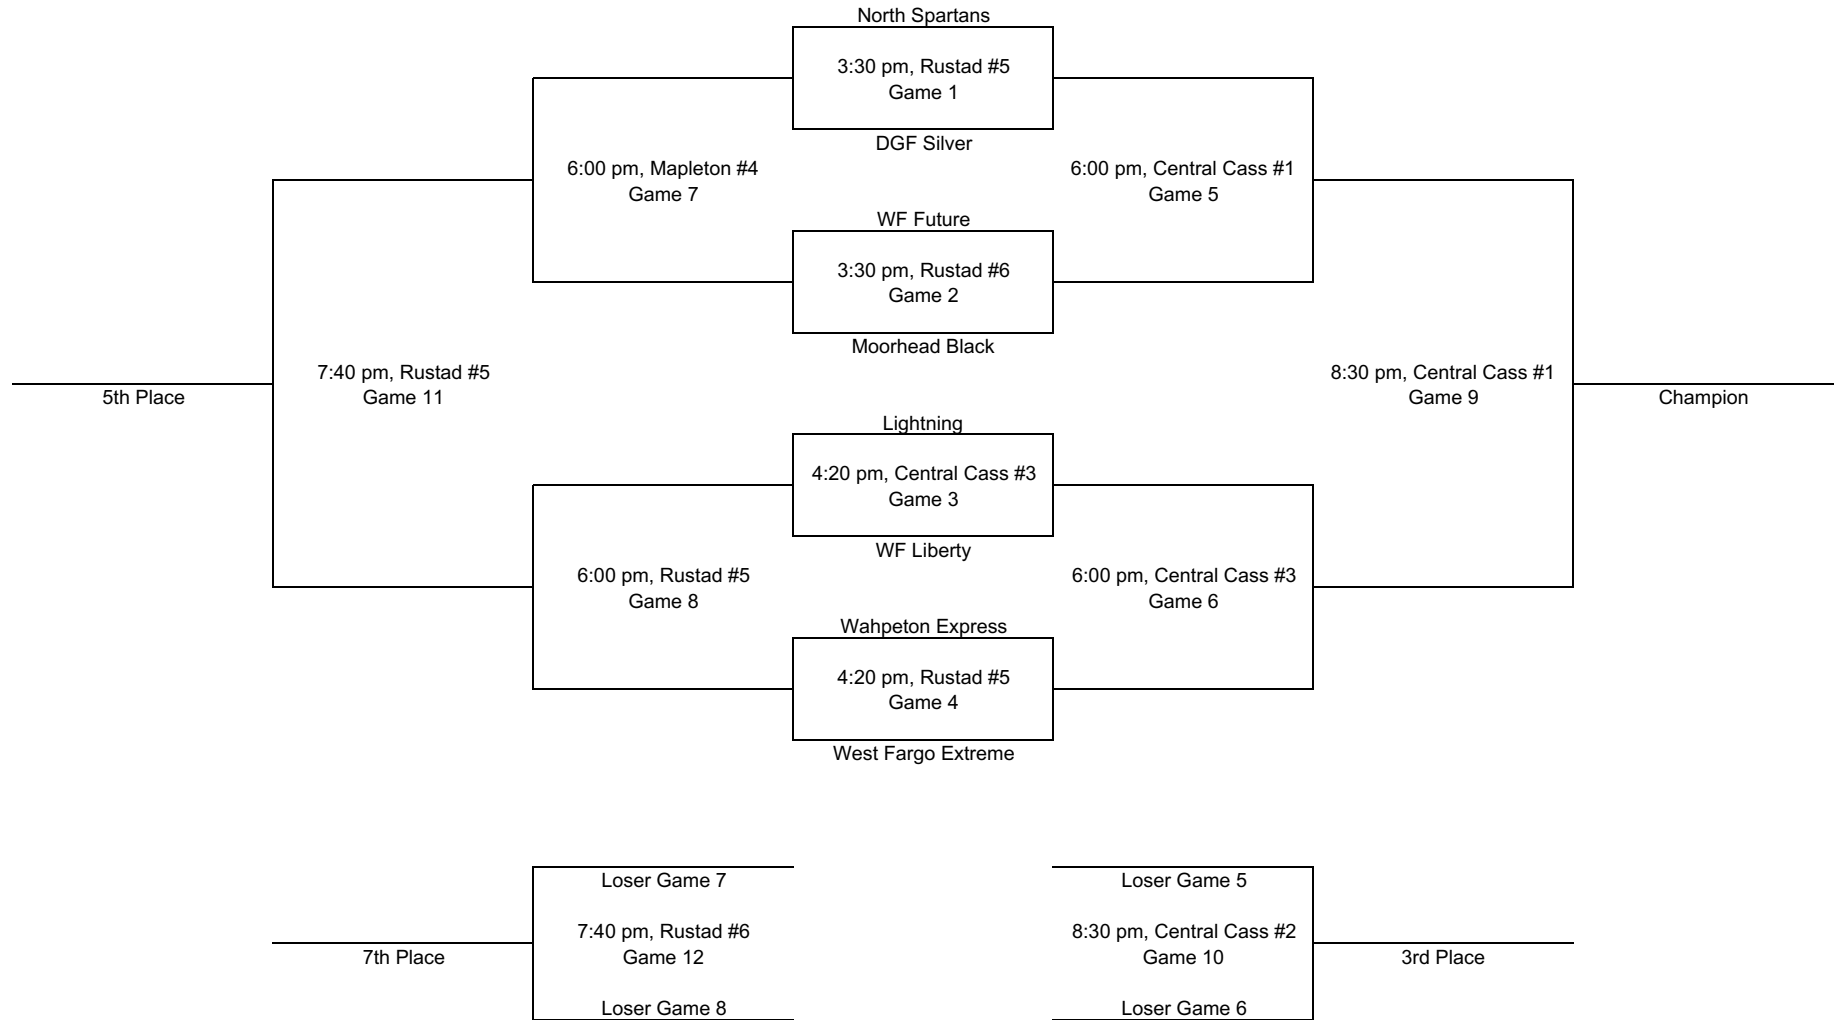 North Spartans
3:30 pm, Rustad #5
Game 1
DGF Silver
6:00 pm, Mapleton #4
Game 7
6:00 pm, Central Cass #1
Game 5
WF Future
3:30 pm, Rustad #6
Game 2
Moorhead Black
7:40 pm, Rustad #5
Game 11
8:30 pm, Central Cass #1
Game 9
5th Place
Champion
Lightning
4:20 pm, Central Cass #3
Game 3
WF Liberty
6:00 pm, Rustad #5
Game 8
6:00 pm, Central Cass #3
Game 6
Wahpeton Express
4:20 pm, Rustad #5
Game 4
West Fargo Extreme
Loser Game 7
7:40 pm, Rustad #6
Game 12
7th Place
Loser Game 8
Loser Game 5
8:30 pm, Central Cass #2
Game 10
3rd Place
Loser Game 6